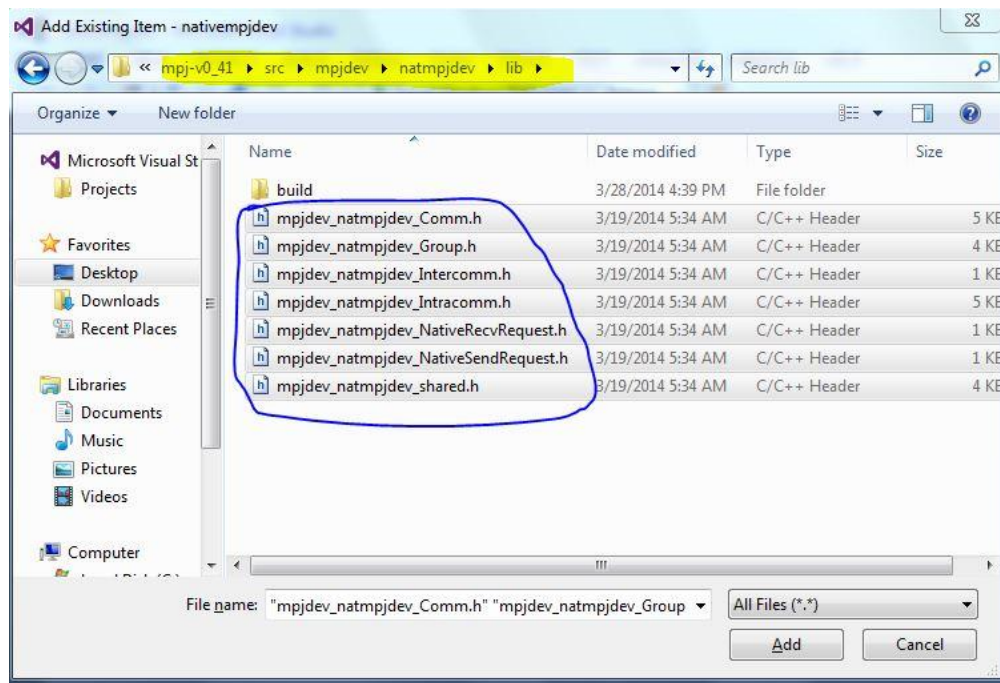 Add Existing Item - nativempjdev
« mpj-v0_41 ▸ src ▸ mpjdev ▸ natmpjdev ▸ lib ▸ Search lib
Organize New folder
Microsoft Visual St
Projects
Favorites
Desktop
Downloads
Recent Places
Libraries
Documents
Music
Pictures
Videos
Computer
Name Date modified Type Size
build 3/28/2014 4:39 PM File folder
mpjdev_natmpjdev_Comm.h 3/19/2014 5:34 AM C/C++ Header 5 KB
mpjdev_natmpjdev_Group.h 3/19/2014 5:34 AM C/C++ Header 4 KB
mpjdev_natmpjdev_Intercomm.h 3/19/2014 5:34 AM C/C++ Header 1 KB
mpjdev_natmpjdev_Intracomm.h 3/19/2014 5:34 AM C/C++ Header 5 KB
mpjdev_natmpjdev_NativeRecvRequest.h 3/19/2014 5:34 AM C/C++ Header 1 KB
mpjdev_natmpjdev_NativeSendRequest.h 3/19/2014 5:34 AM C/C++ Header 1 KB
mpjdev_natmpjdev_shared.h 3/19/2014 5:34 AM C/C++ Header 4 KB
File name: "mpjdev_natmpjdev_Comm.h" "mpjdev_natmpjdev_Group All Files (*.*)
Add Cancel